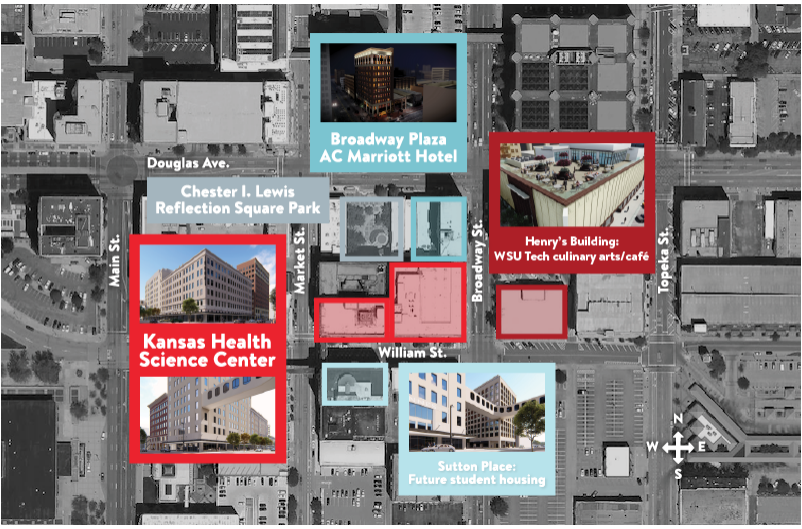 Broadway Plaza
AC Marriott Hotel
Douglas Ave.
Chester I. Lewis
Reflection Square Park
Henry's Building:
WSU Tech culinary arts/café
Main St.
Market St.
Broadway St.
Topeka St.
Kansas Health
Science Center
William St.
Sutton Place:
Future student housing
N
W
E
S